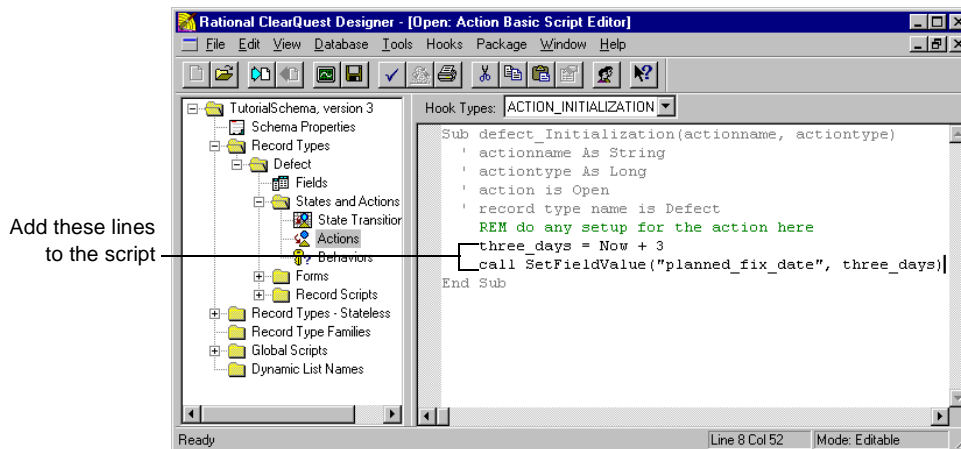 Rational ClearQuest Designer - [Open: Action Basic Script Editor]
File Edit View Database Tools Hooks Package Window Help
TutorialSchema, version 3
Schema Properties
Record Types
Defect
Fields
States and Actions
State Transition
Actions
Behaviors
Forms
Record Scripts
Record Types - Stateless
Record Type Families
Global Scripts
Dynamic List Names
Add these lines
to the script
Hook Types: ACTION_INITIALIZATION
Sub defect_Initialization(actionname, actiontype)
' actionname As String
' actiontype As Long
' action is Open
' record type name is Defect
REM do any setup for the action here
three_days = Now + 3
call SetFieldValue("planned_fix_date", three_days)
End Sub
Ready
Line 8 Col 52
Mode: Editable